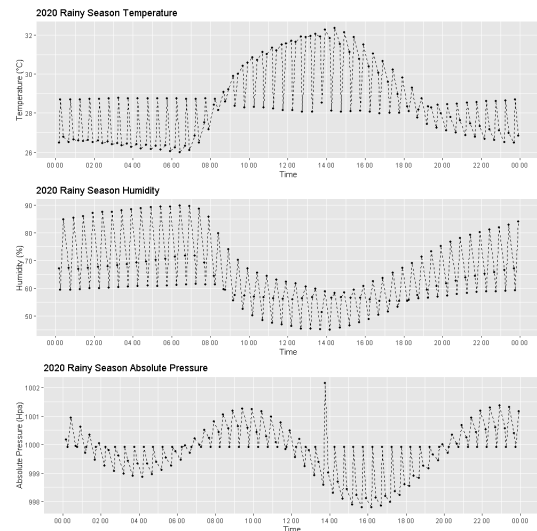 2020 Rainy Season Temperature
Temperature (°C)
32
30
28
26
00:00 02:00 04:00 06:00 08:00 10:00 12:00 14:00 16:00 18:00 20:00 22:00 00:00
Time
2020 Rainy Season Humidity
Humidity (%)
90
80
70
60
50
00:00 02:00 04:00 06:00 08:00 10:00 12:00 14:00 16:00 18:00 20:00 22:00 00:00
Time
2020 Rainy Season Absolute Pressure
Absolute Pressure (Hpa)
1002
1001
1000
999
998
00:00 02:00 04:00 06:00 08:00 10:00 12:00 14:00 16:00 18:00 20:00 22:00 00:00
Time